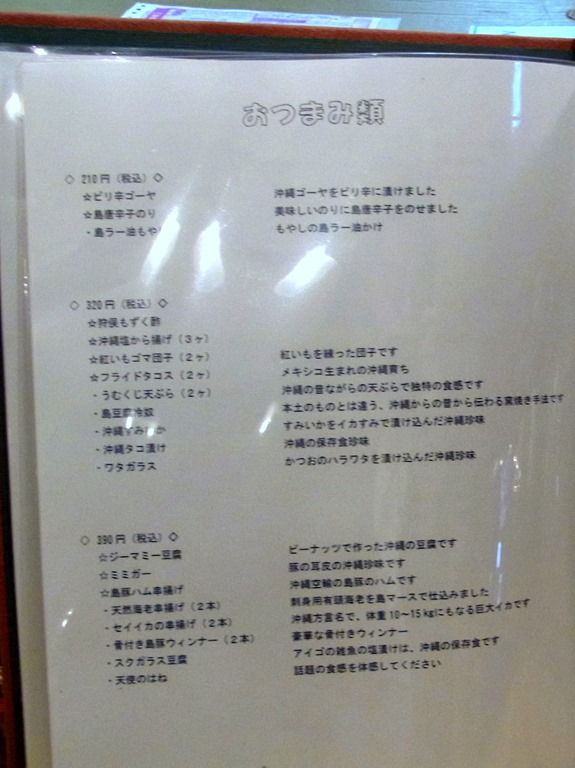 おつまみ類
◇ 210円（税込）◇
☆ピリ辛ゴーヤ 沖縄ゴーヤをピリ辛に漬けました
☆島唐辛子のり 美味しいのりに島唐辛子をのせました
・島ラー油もやし もやしの島ラー油かけ
◇ 320円（税込）◇
☆狩俣もずく酢
☆沖縄塩から揚げ（3ヶ）
☆紅いもゴマ団子（2ヶ） 紅いもを練った団子です
☆フライドタコス（2ヶ） メキシコ生まれの沖縄育ち
・うむくじ天ぷら（2ヶ） 沖縄の昔ながらの天ぷらで独特の食感です
・島豆腐冷奴 本土のものとは違う、沖縄からの昔から伝わる窯焼き手法です
・沖縄 すみいかをイカすみで漬け込んだ沖縄珍味
・沖縄タコ漬け 沖縄の保存食珍味
・ワタガラス かつおのハラワタを漬け込んだ沖縄珍味
◇ 390円（税込）◇
☆ジーマミー豆腐 ピーナッツで作った沖縄の豆腐です
☆ミミガー 豚の耳皮の沖縄珍味です
☆島豚ハム串揚げ 沖縄空輸の島豚のハムです
・天然海老串揚げ（2本） 刺身用有頭海老を島マースで仕込みました
・セイイカの串揚げ（2本） 沖縄方言名で、体重10～15kgにもなる巨大イカです
・骨付き島豚ウィンナー（2本） 豪華な骨付きウィンナー
・スクガラス豆腐 アイゴの雑魚の塩漬けは、沖縄の保存食です
・天使のはね 話題の食感を体感してください